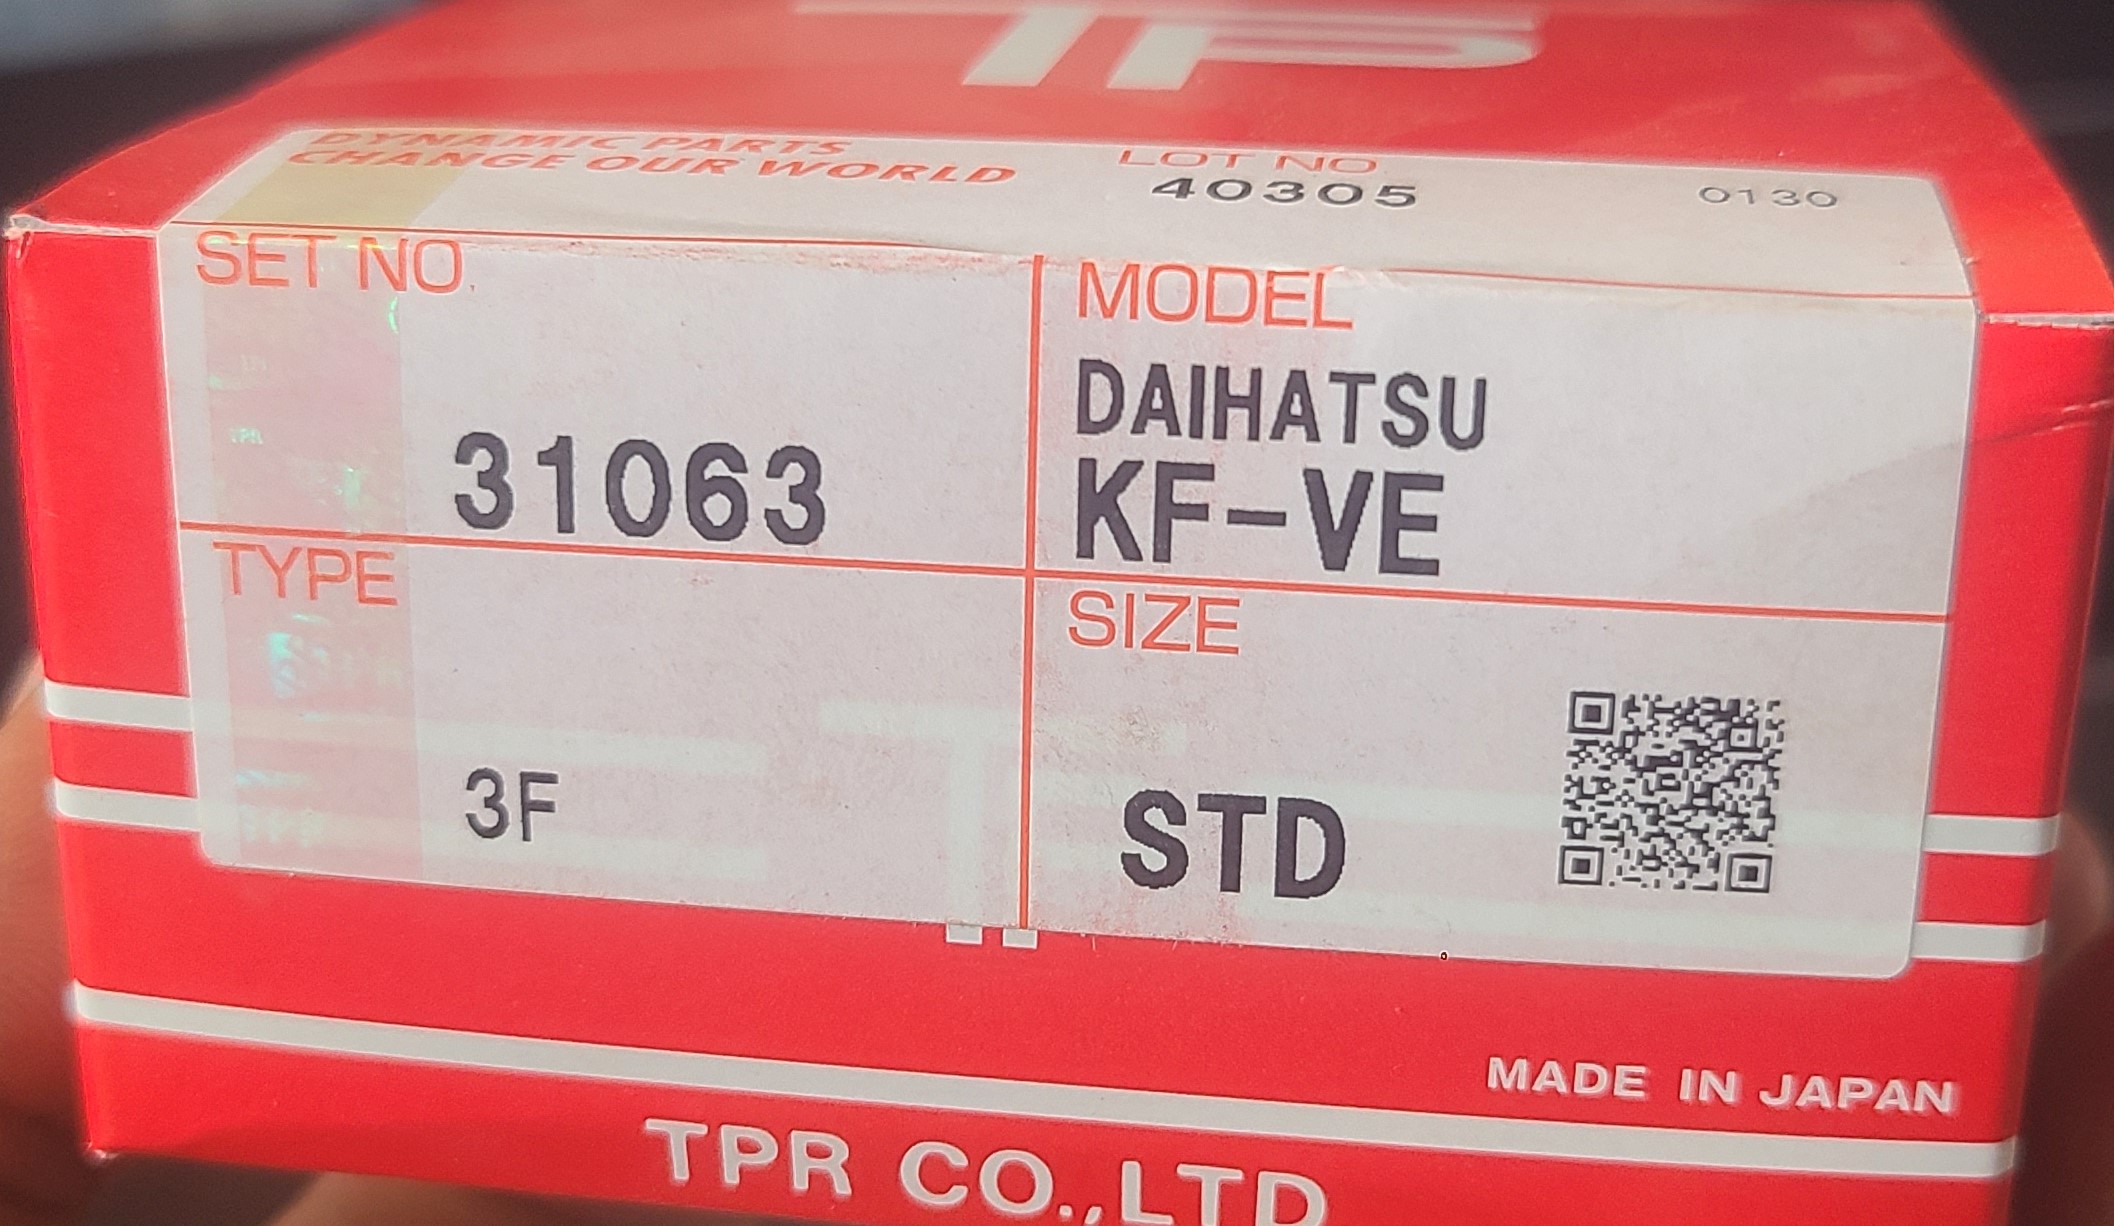 TP
DYNAMIC PARTS
CHANGE OUR WORLD
LOT NO.
40305 0130
SET NO.
31063
MODEL
DAIHATSU
KF-VE
TYPE
3F
SIZE
STD
MADE IN JAPAN
TPR CO.,LTD